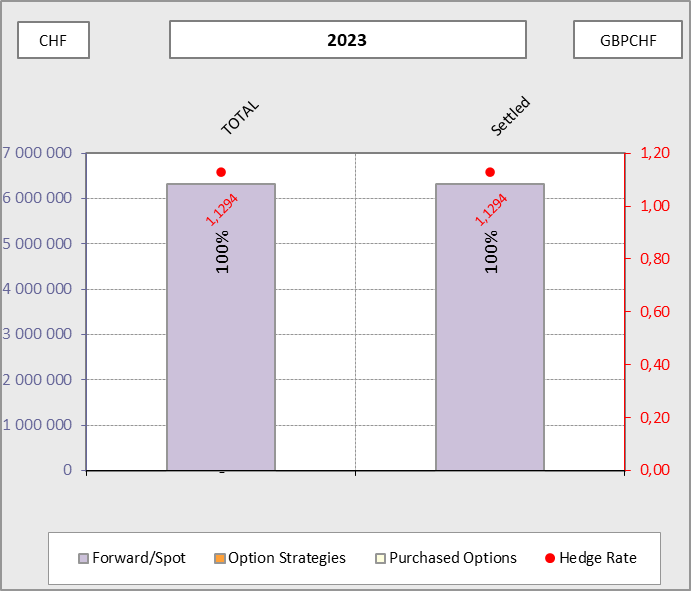 CHF
2023
GBPCHF
TOTAL
Settled
7 000 000
6 000 000
5 000 000
4 000 000
3 000 000
2 000 000
1 000 000
0
1,1294
100%
1,1294
100%
-
1,20
1,00
0,80
0,60
0,40
0,20
0,00
Forward/Spot Option Strategies Purchased Options Hedge Rate